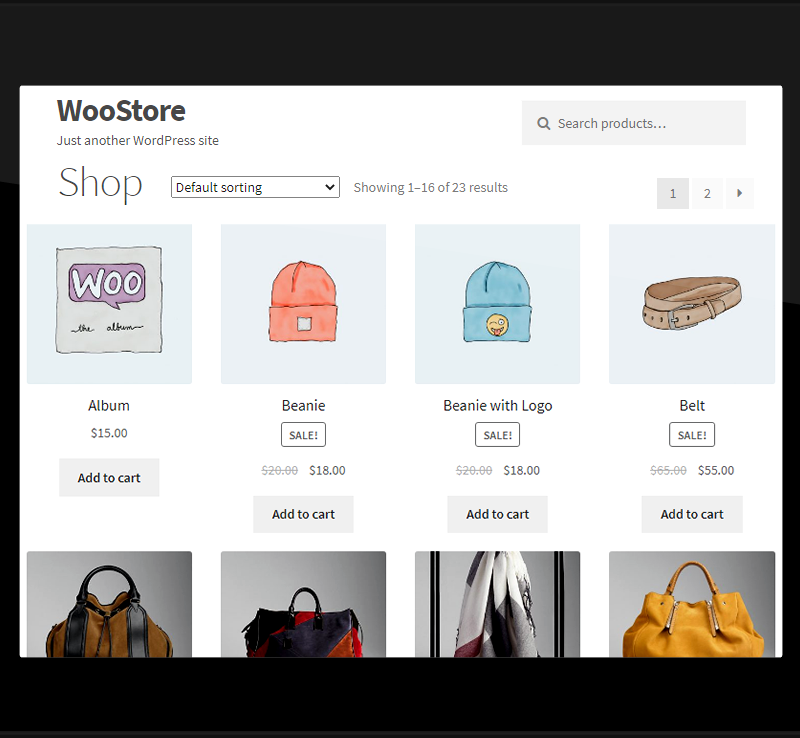 WooStore
Just another WordPress site
Search products…
Shop
Default sorting
Showing 1–16 of 23 results
1 2
WOO
the album
Album
$15.00
Add to cart
Beanie
SALE!
$20.00 $18.00
Add to cart
Beanie with Logo
SALE!
$20.00 $18.00
Add to cart
Belt
SALE!
$65.00 $55.00
Add to cart